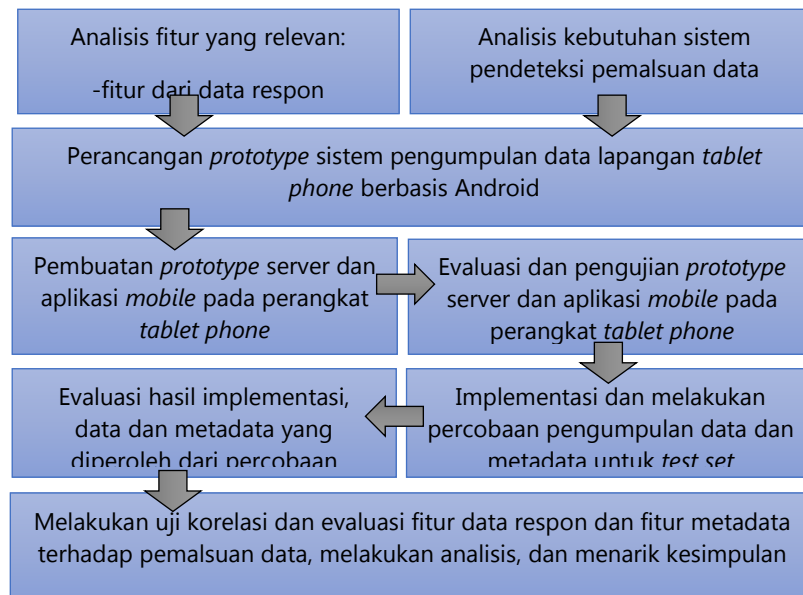 Analisis fitur yang relevan:
-fitur dari data respon
Analisis kebutuhan sistem
pendeteksi pemalsuan data
Perancangan prototype sistem pengumpulan data lapangan tablet
phone berbasis Android
Pembuatan prototype server dan
aplikasi mobile pada perangkat
tablet phone
Evaluasi dan pengujian prototype
server dan aplikasi mobile pada
perangkat tablet phone
Evaluasi hasil implementasi,
data dan metadata yang
diperoleh dari percobaan
Implementasi dan melakukan
percobaan pengumpulan data dan
metadata untuk test set
Melakukan uji korelasi dan evaluasi fitur data respon dan fitur metadata
terhadap pemalsuan data, melakukan analisis, dan menarik kesimpulan